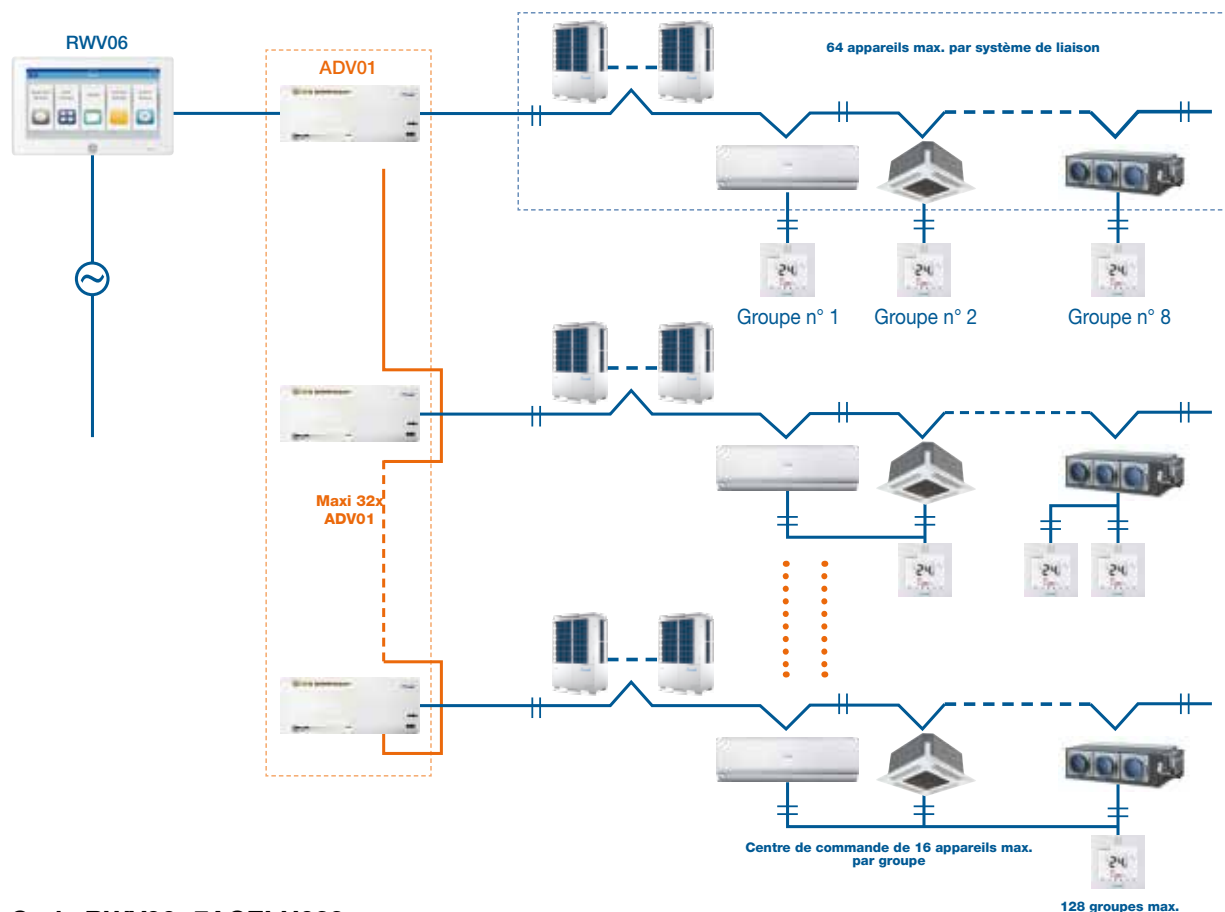 RWV06
ADV01
64 appareils max. par système de liaison
Groupe n° 1
Groupe n° 2
Groupe n° 8
Maxi 32x
ADV01
Centre de commande de 16 appareils max.
par groupe
128 groupes max.